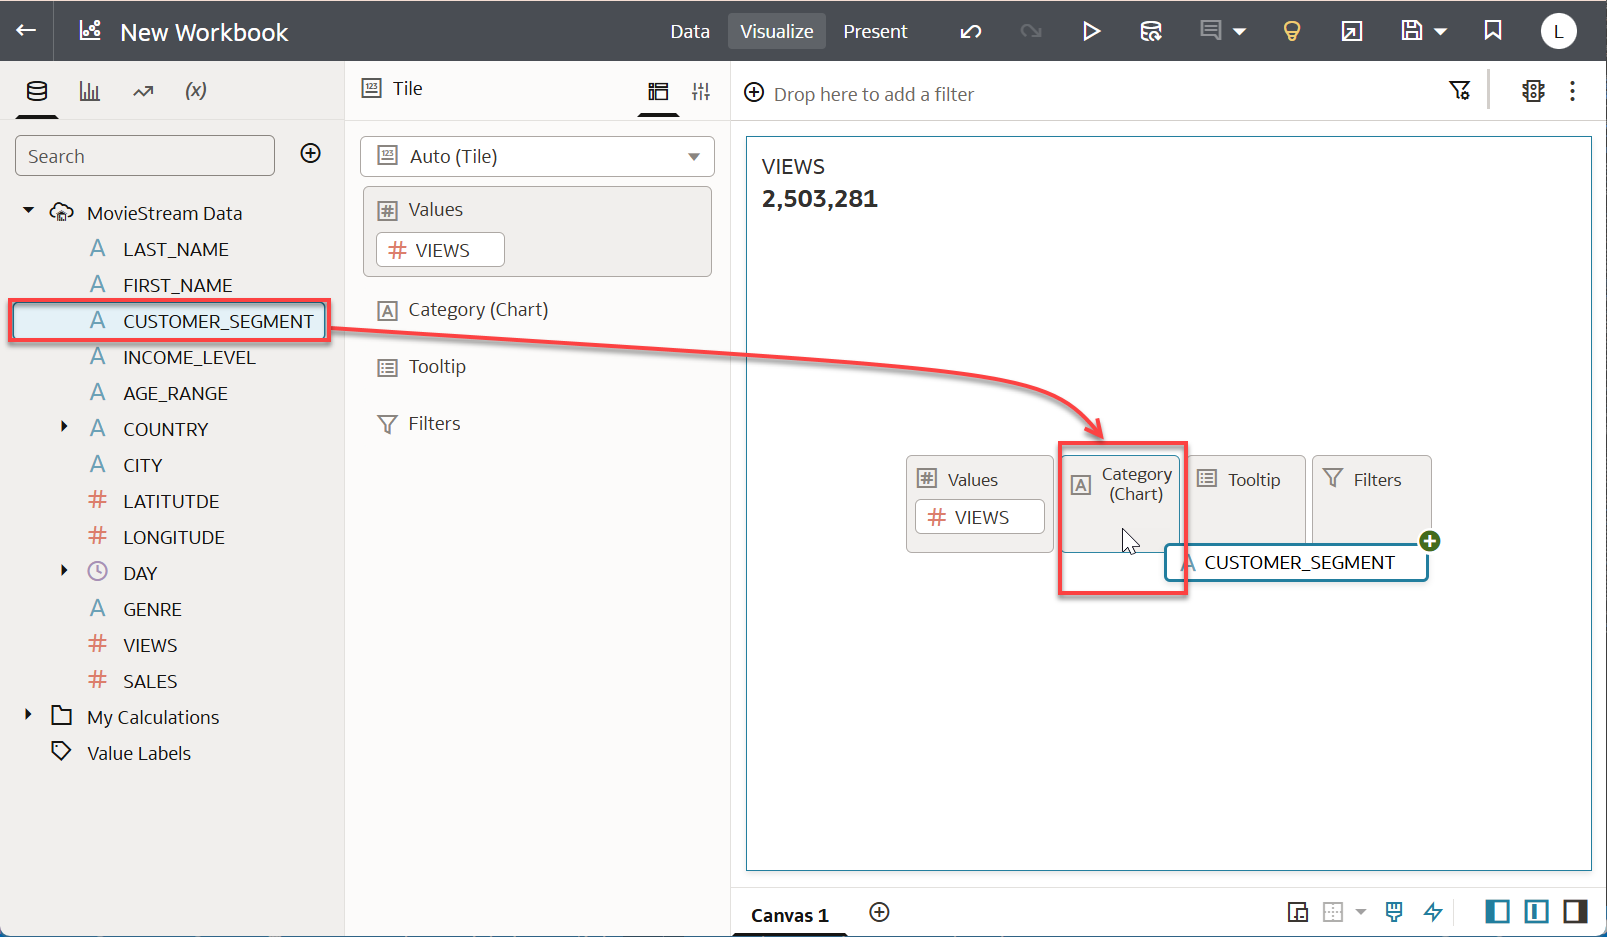 New Workbook
Data Visualize Present
L
(x)
Search
MovieStream Data
LAST_NAME
FIRST_NAME
CUSTOMER_SEGMENT
INCOME_LEVEL
AGE_RANGE
COUNTRY
CITY
LATITUTDE
LONGITUDE
DAY
GENRE
VIEWS
SALES
My Calculations
Value Labels
Tile
Auto (Tile)
Values
VIEWS
Category (Chart)
Tooltip
Filters
Drop here to add a filter
VIEWS
2,503,281
Values
VIEWS
Category
(Chart)
Tooltip
Filters
CUSTOMER_SEGMENT
Canvas 1